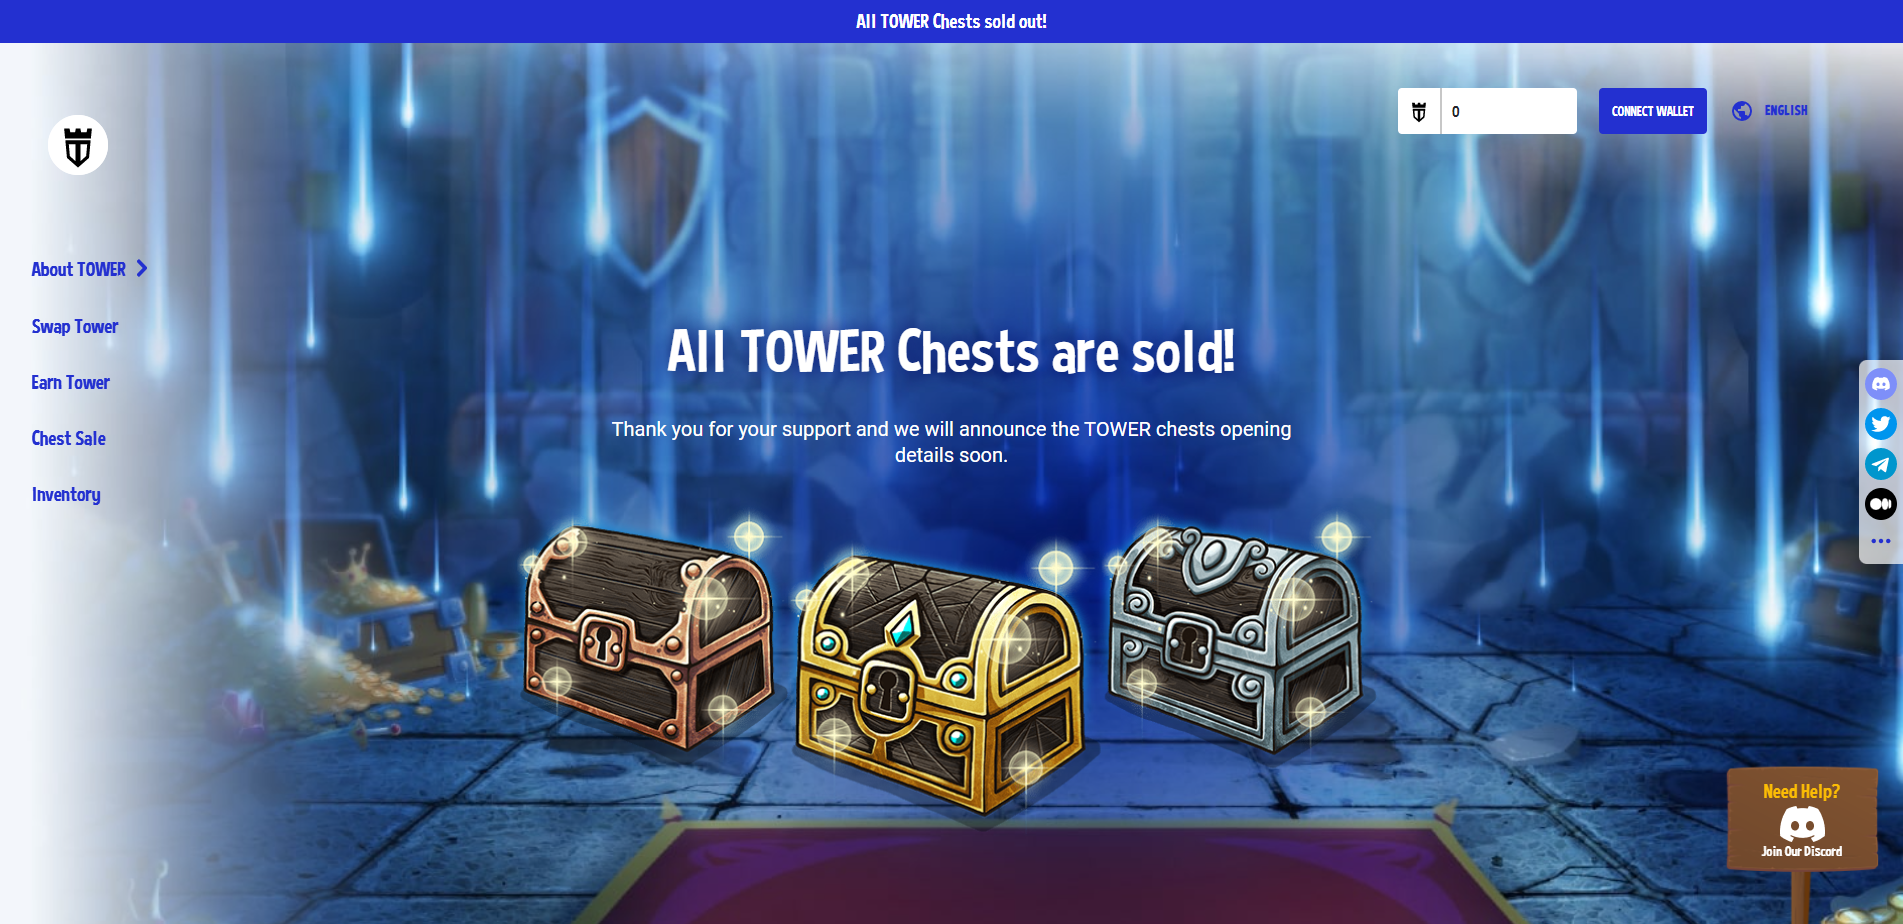 All TOWER Chests sold out!
0
CONNECT WALLET
ENGLISH
About TOWER
Swap Tower
Earn Tower
Chest Sale
Inventory
All TOWER Chests are sold!
Thank you for your support and we will announce the TOWER chests opening
details soon.
Need Help?
Join Our Discord